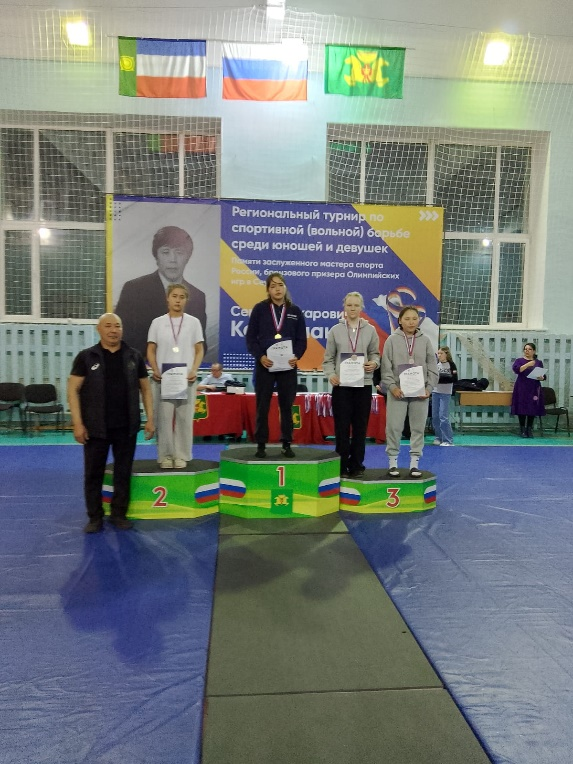 Региональный турнир по
спортивной (вольной) борьбе
среди юношей и девушек
Памяти заслуженного мастера спорта
России, бронзового призера Олимпийских
игр в
2
1
3